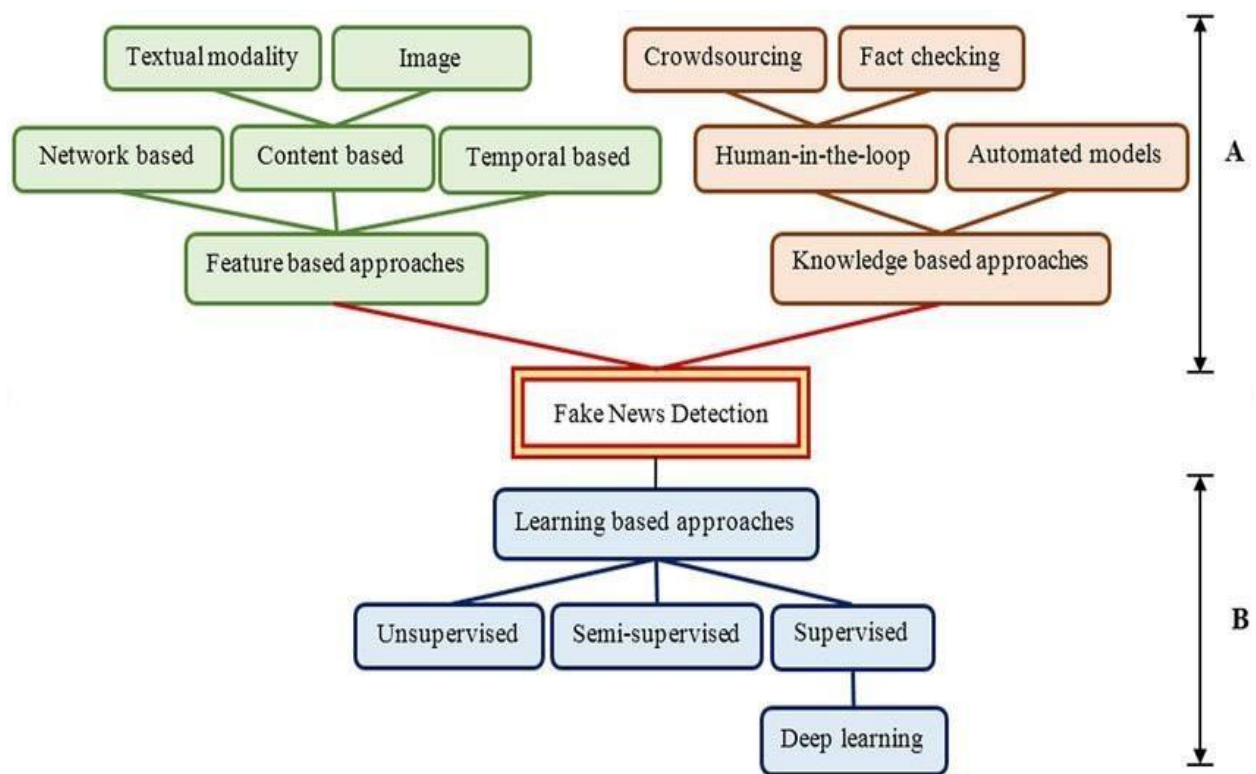 Textual modality
Image
Crowdsourcing
Fact checking
Network based
Content based
Temporal based
Human-in-the-loop
Automated models
A
Feature based approaches
Knowledge based approaches
Fake News Detection
Learning based approaches
Unsupervised
Semi-supervised
Supervised
B
Deep learning